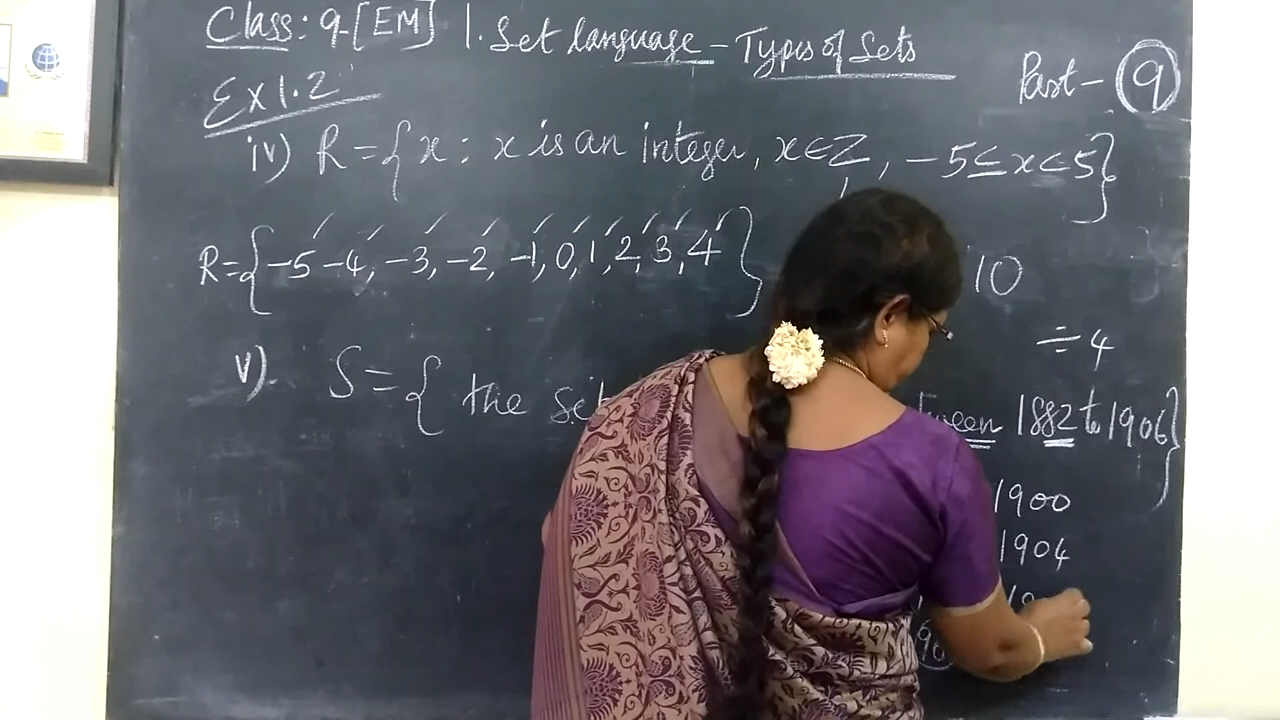 Class: 9-[EM] 1. Set language - Types of Sets
Part - 9
Ex 1.2
iv) R = { x : x is an integer, x ∈ Z, -5 ≤ x < 5}
R = { -5 -4, -3, -2, -1, 0, 1, 2, 3, 4 }
10
÷ 4
v) S = { the set 1882 to 1906}
1900
1904